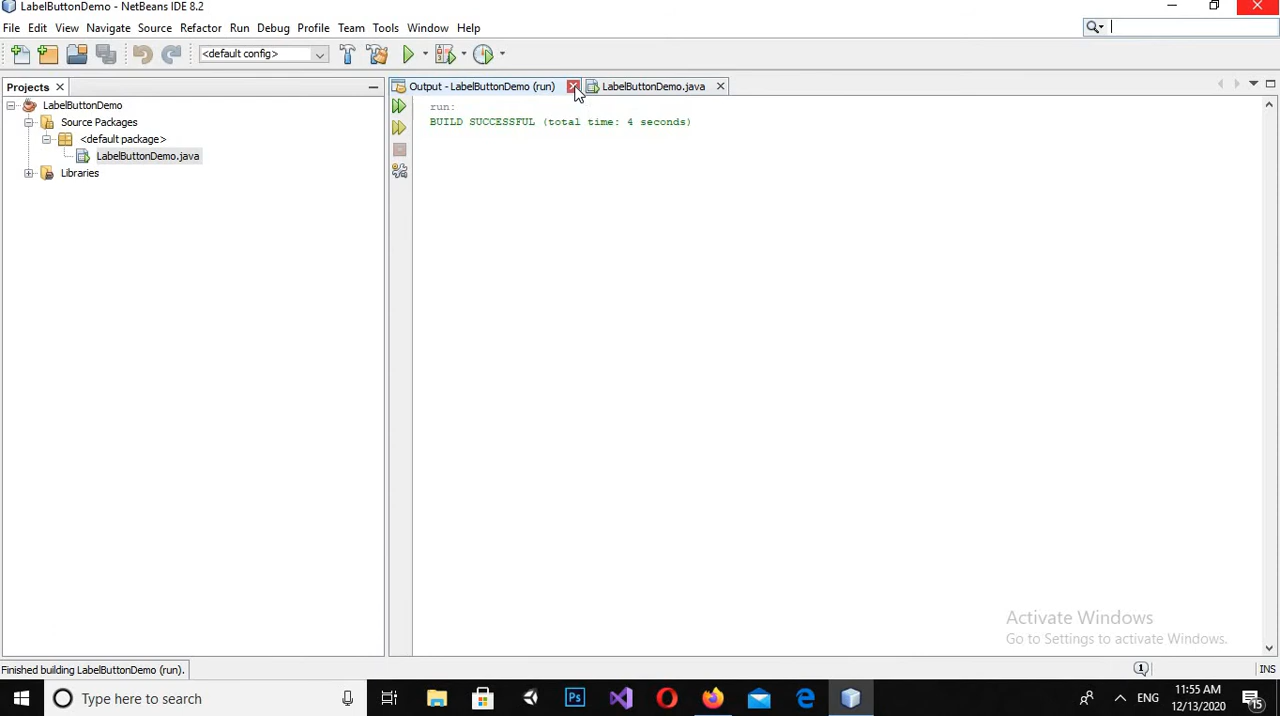 LabelButtonDemo - NetBeans IDE 8.2
File Edit View Navigate Source Refactor Run Debug Profile Team Tools Window Help
<default config>
Projects
Output - LabelButtonDemo (run)
LabelButtonDemo.java
LabelButtonDemo
Source Packages
<default package>
LabelButtonDemo.java
Libraries
run:
BUILD SUCCESSFUL (total time: 4 seconds)
Activate Windows
Go to Settings to activate Windows.
Finished building LabelButtonDemo (run).
1
INS
Type here to search
Ps
ENG
11:55 AM
12/13/2020
15